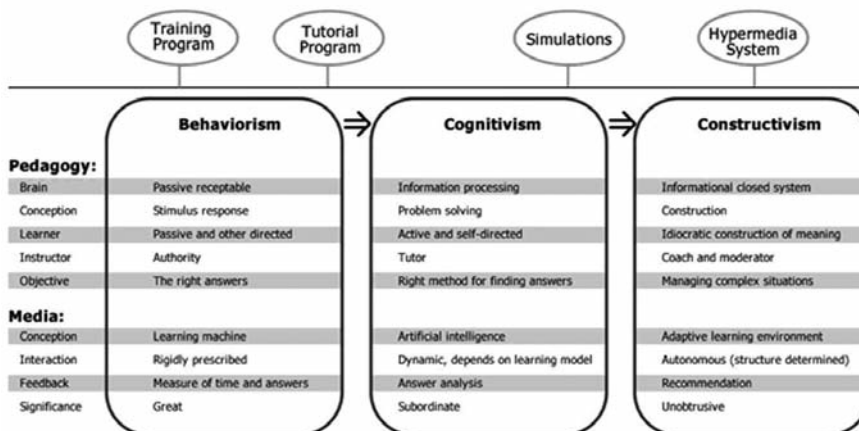 Training
Program
Tutorial
Program
Simulations
Hypermedia
System
Behaviorism ⇒ Cognitivism ⇒ Constructivism
Pedagogy:
Brain Passive receptable Information processing Informational closed system
Conception Stimulus response Problem solving Construction
Learner Passive and other directed Active and self-directed Idiocratic construction of meaning
Instructor Authority Tutor Coach and moderator
Objective The right answers Right method for finding answers Managing complex situations
Media:
Conception Learning machine Artificial intelligence Adaptive learning environment
Interaction Rigidly prescribed Dynamic, depends on learning model Autonomous (structure determined)
Feedback Measure of time and answers Answer analysis Recommendation
Significance Great Subordinate Unobtrusive